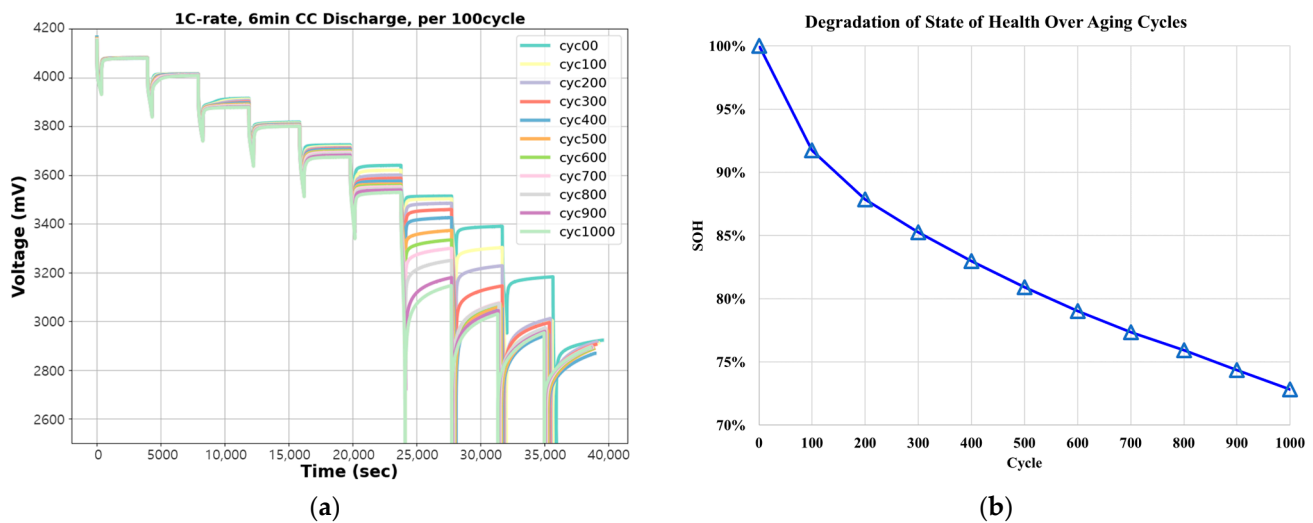 1C-rate, 6min CC Discharge, per 100cycle
4200
4000
3800
3600
3400
3200
3000
2800
2600
Voltage (mV)
cyc00
cyc100
cyc200
cyc300
cyc400
cyc500
cyc600
cyc700
cyc800
cyc900
cyc1000
0 5000 10,000 15,000 20,000 25,000 30,000 35,000 40,000
Time (sec)
(a)
Degradation of State of Health Over Aging Cycles
100%
95%
90%
85%
80%
75%
70%
SOH
0 100 200 300 400 500 600 700 800 900 1000
Cycle
(b)